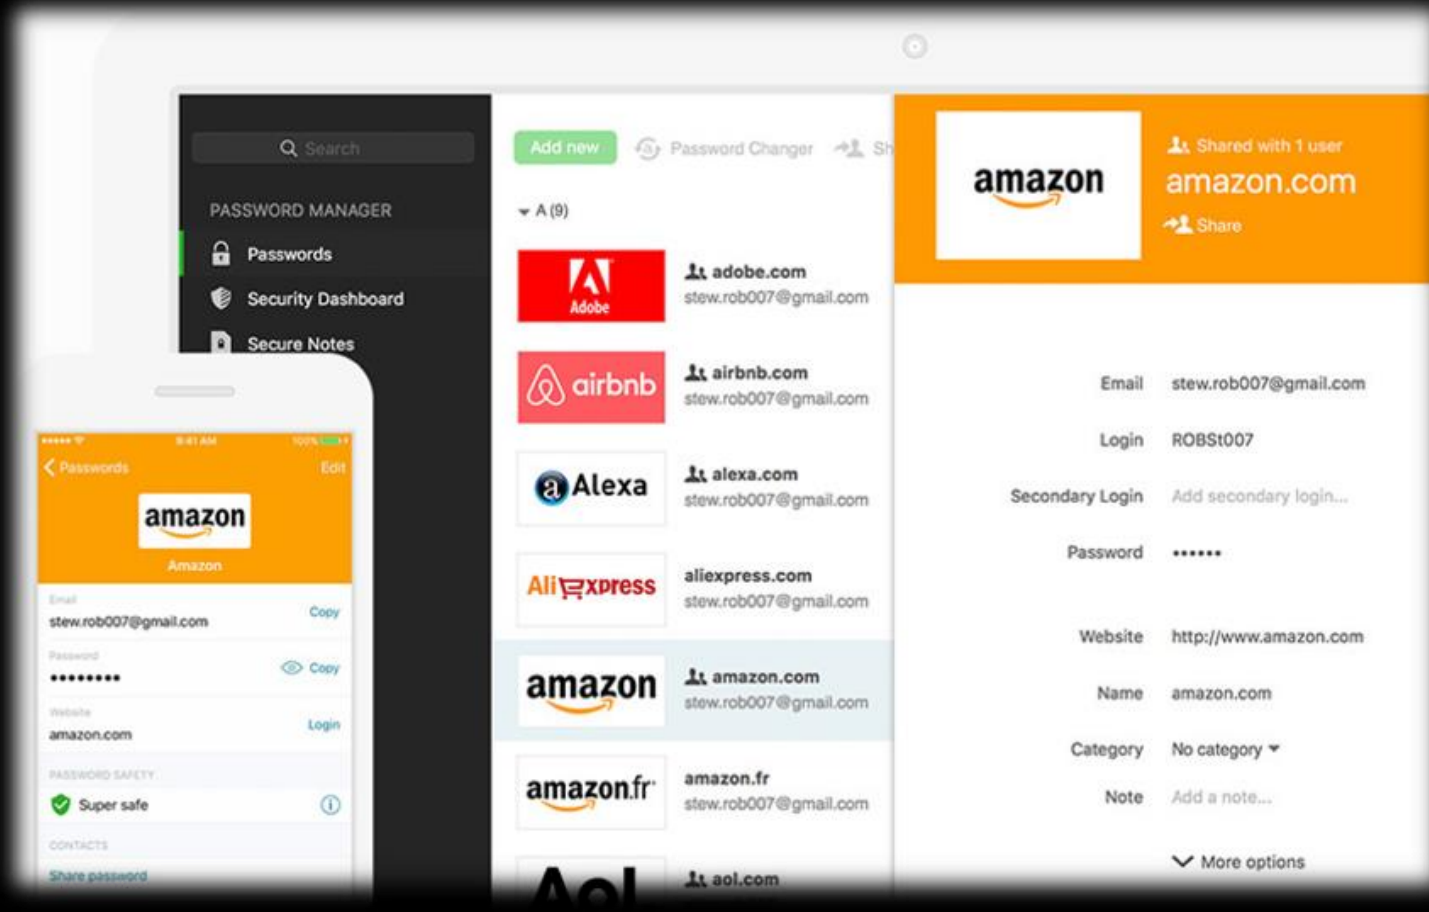 Search
PASSWORD MANAGER
Passwords
Security Dashboard
Secure Notes
Add new
Password Changer
Sh
A (9)
Adobe
adobe.com
stew.rob007@gmail.com
airbnb
airbnb.com
stew.rob007@gmail.com
a Alexa
alexa.com
stew.rob007@gmail.com
AliExpress
aliexpress.com
stew.rob007@gmail.com
amazon
amazon.com
stew.rob007@gmail.com
amazon.fr
amazon.fr
stew.rob007@gmail.com
Aol
aol.com
amazon
Shared with 1 user
amazon.com
Share
Email stew.rob007@gmail.com
Login ROBSt007
Secondary Login Add secondary login...
Password ••••••
Website http://www.amazon.com
Name amazon.com
Category No category
Note Add a note...
More options
9:41 AM 100%
Passwords Edit
amazon
Amazon
Email
stew.rob007@gmail.com Copy
Password
•••••••• Copy
Website
amazon.com Login
PASSWORD SAFETY
Super safe
CONTACTS
Share password